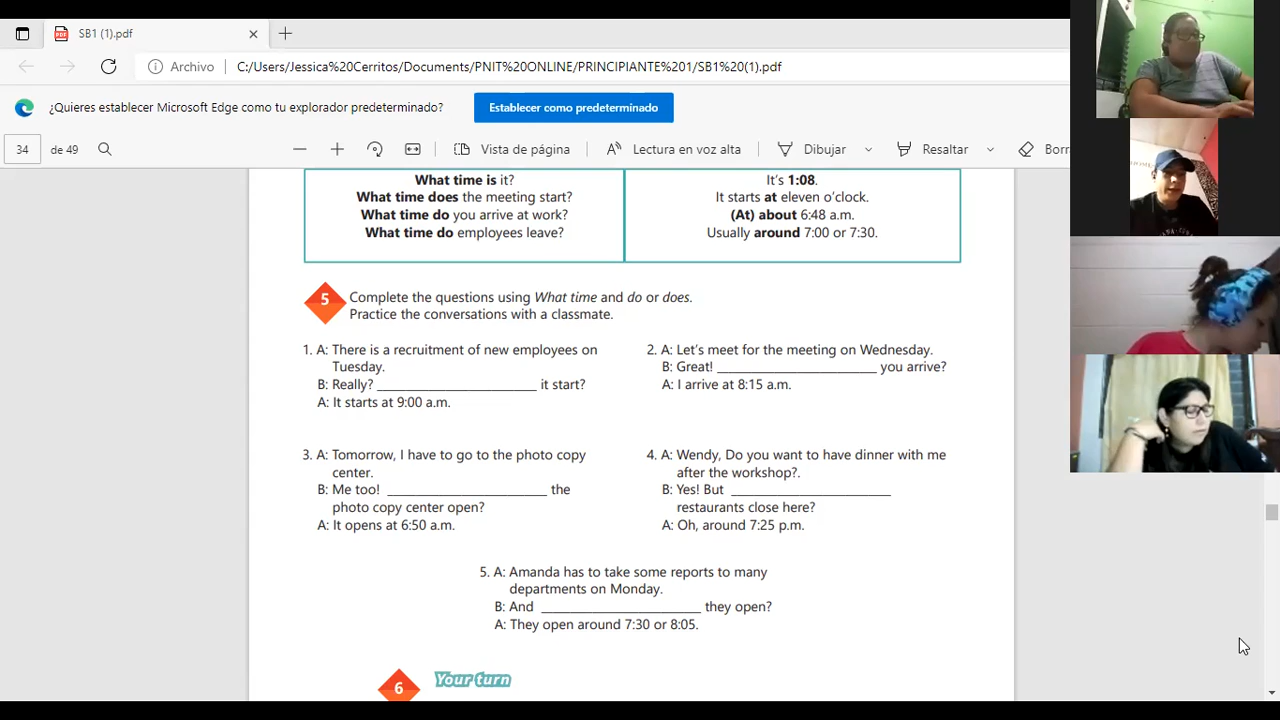 SB1 (1).pdf
Archivo
C:/Users/Jessica%20Cerritos/Documents/PNIT%20ONLINE/PRINCIPIANTE%201/SB1%20(1).pdf
¿Quieres establecer Microsoft Edge como tu explorador predeterminado?
Establecer como predeterminado
34 de 49
Vista de página
Lectura en voz alta
Dibujar
Resaltar
Borr
What time is it?
What time does the meeting start?
What time do you arrive at work?
What time do employees leave?
It's 1:08.
It starts at eleven o'clock.
(At) about 6:48 a.m.
Usually around 7:00 or 7:30.
5
Complete the questions using What time and do or does.
Practice the conversations with a classmate.
1. A: There is a recruitment of new employees on
Tuesday.
B: Really? ____________________ it start?
A: It starts at 9:00 a.m.
2. A: Let's meet for the meeting on Wednesday.
B: Great! ____________________ you arrive?
A: I arrive at 8:15 a.m.
3. A: Tomorrow, I have to go to the photo copy
center.
B: Me too! ____________________ the
photo copy center open?
A: It opens at 6:50 a.m.
4. A: Wendy, Do you want to have dinner with me
after the workshop?.
B: Yes! But ____________________
restaurants close here?
A: Oh, around 7:25 p.m.
5. A: Amanda has to take some reports to many
departments on Monday.
B: And ____________________ they open?
A: They open around 7:30 or 8:05.
6
Your turn